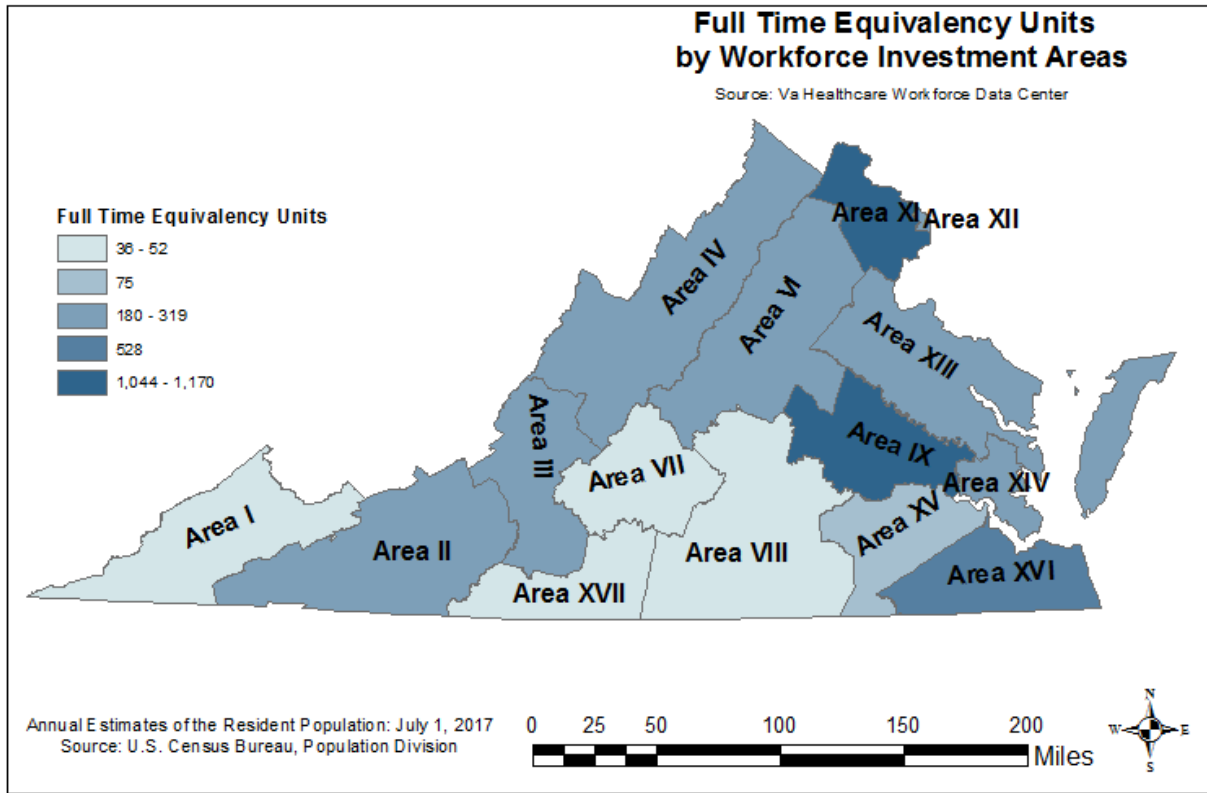 Full Time Equivalency Units
by Workforce Investment Areas
Source: Va Healthcare Workforce Data Center
Full Time Equivalency Units
36 - 52
75
180 - 319
528
1,044 - 1,170
Area XI
Area XII
Area IV
Area VI
Area XIII
Area III
Area VII
Area IX
Area XIV
Area I
Area II
Area VIII
Area XV
Area XVII
Area XVI
Annual Estimates of the Resident Population: July 1, 2017
Source: U.S. Census Bureau, Population Division
0 25 50 100 150 200
Miles
N
W E
S